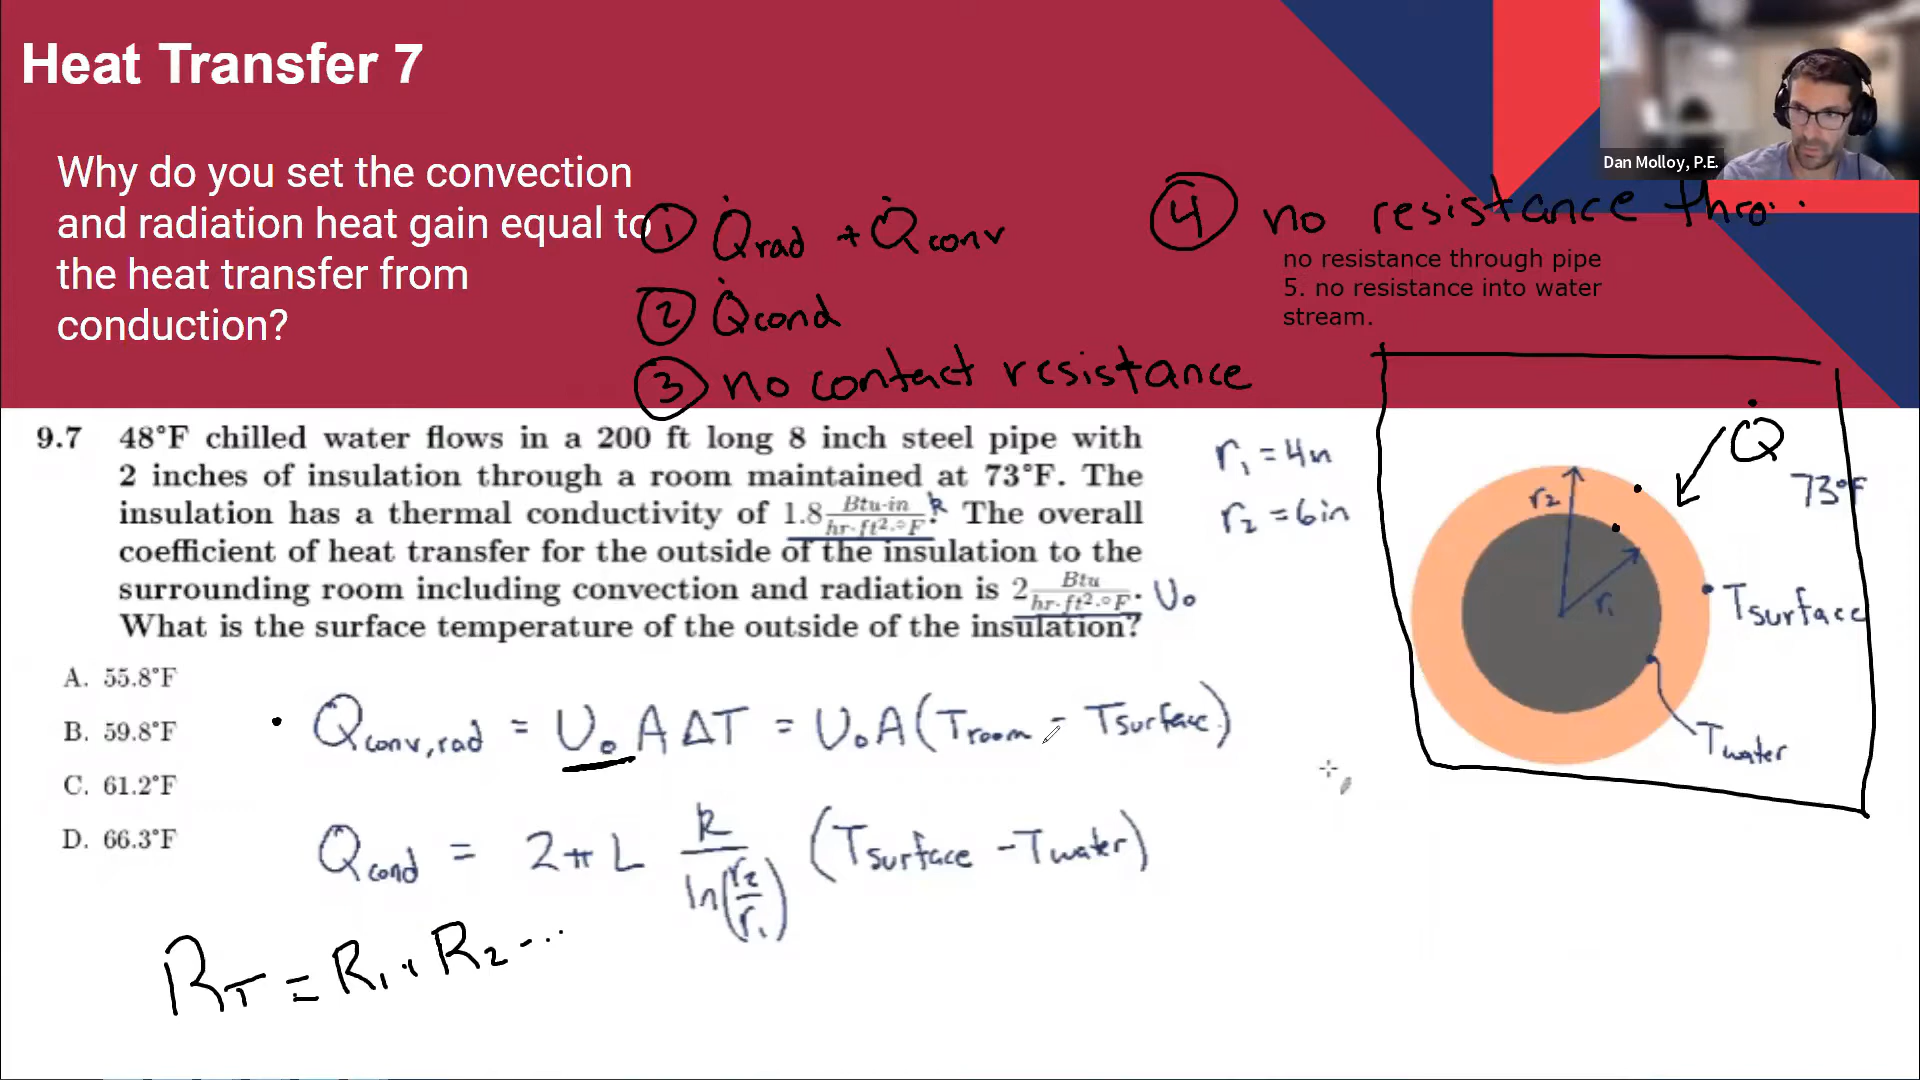 Heat Transfer 7
Why do you set the convection
and radiation heat gain equal to
the heat transfer from
conduction?
① Q̇rad + Q̇conv
② Q̇cond
③ no contact resistance
④ no resistance thro...
no resistance through pipe
5. no resistance into water
stream.
Dan Molloy, P.E.
9.7 48°F chilled water flows in a 200 ft long 8 inch steel pipe with
2 inches of insulation through a room maintained at 73°F. The
insulation has a thermal conductivity of 1.8 Btu·in/hr·ft²·°F. k The overall
coefficient of heat transfer for the outside of the insulation to the
surrounding room including convection and radiation is 2 Btu/hr·ft²·°F. U₀
What is the surface temperature of the outside of the insulation?
A. 55.8°F
B. 59.8°F
C. 61.2°F
D. 66.3°F
r₁ = 4in
r₂ = 6in
Q̇
73°F
r₂
r₁
Tsurface
Twater
Q̇conv,rad = U₀ A ΔT = U₀A(Troom - Tsurface)
Qcond = 2π L k/ln(r₂/r₁) (Tsurface - Twater)
RT = R₁ + R₂ ...